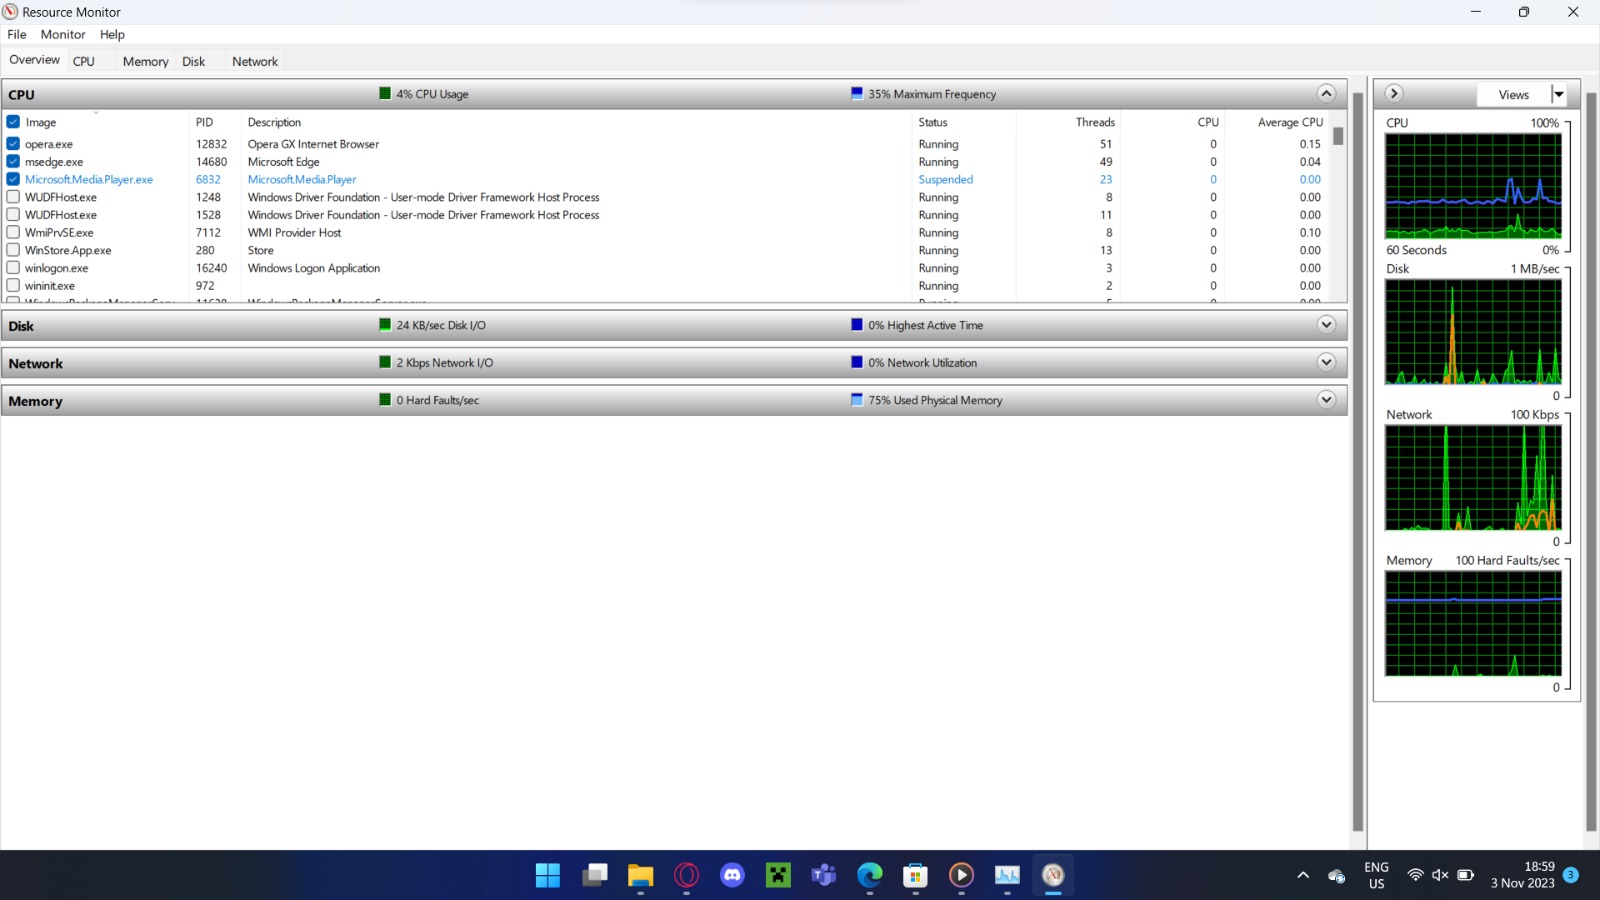 Resource Monitor
File Monitor Help
Overview CPU Memory Disk Network
CPU 4% CPU Usage 35% Maximum Frequency
Image PID Description Status Threads CPU Average CPU
opera.exe 12832 Opera GX Internet Browser Running 51 0 0.15
msedge.exe 14680 Microsoft Edge Running 49 0 0.04
Microsoft.Media.Player.exe 6832 Microsoft.Media.Player Suspended 23 0 0.00
WUDFHost.exe 1248 Windows Driver Foundation - User-mode Driver Framework Host Process Running 8 0 0.00
WUDFHost.exe 1528 Windows Driver Foundation - User-mode Driver Framework Host Process Running 11 0 0.00
WmiPrvSE.exe 7112 WMI Provider Host Running 8 0 0.10
WinStore.App.exe 280 Store Running 13 0 0.00
winlogon.exe 16240 Windows Logon Application Running 3 0 0.00
wininit.exe 972 Running 2 0 0.00
Disk 24 KB/sec Disk I/O 0% Highest Active Time
Network 2 Kbps Network I/O 0% Network Utilization
Memory 0 Hard Faults/sec 75% Used Physical Memory
Views
CPU 100%
60 Seconds 0%
Disk 1 MB/sec
0
Network 100 Kbps
0
Memory 100 Hard Faults/sec
0
ENG
US
18:59
3 Nov 2023
3